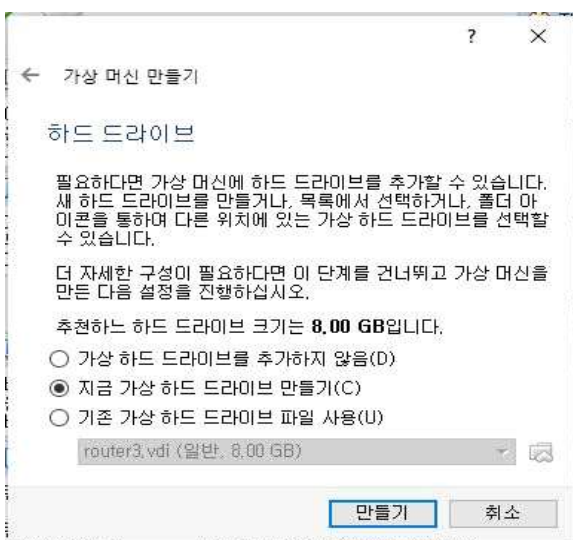 ?
×
← 가상 머신 만들기
하드 드라이브
필요하다면 가상 머신에 하드 드라이브를 추가할 수 있습니다.
새 하드 드라이브를 만들거나, 목록에서 선택하거나, 폴더 아
이콘을 통하여 다른 위치에 있는 가상 하드 드라이브를 선택할
수 있습니다.
더 자세한 구성이 필요하다면 이 단계를 건너뛰고 가상 머신을
만든 다음 설정을 진행하십시오.
추천하느 하드 드라이브 크기는 8.00 GB입니다.
가상 하드 드라이브를 추가하지 않음(D)
지금 가상 하드 드라이브 만들기(C)
기존 가상 하드 드라이브 파일 사용(U)
router3.vdi (일반, 8.00 GB)
만들기 취소